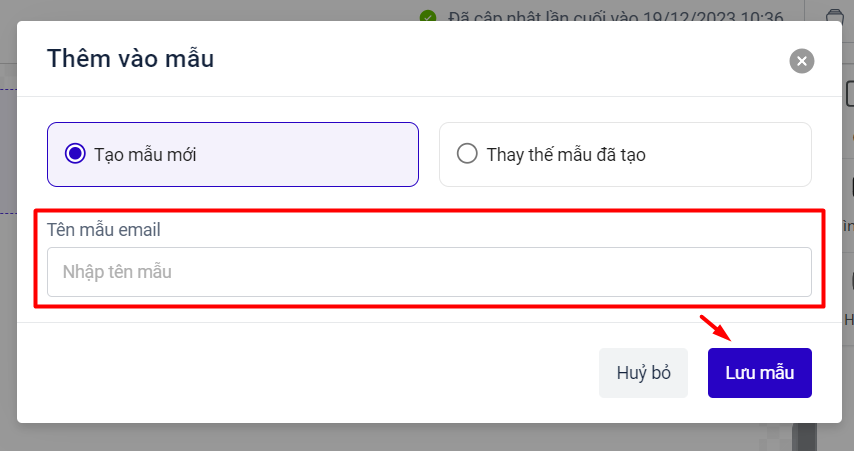 Đã cập nhật lần cuối vào 19/12/2023 10:36
Thêm vào mẫu
Tạo mẫu mới
Thay thế mẫu đã tạo
Tên mẫu email
Nhập tên mẫu
Huỷ bỏ
Lưu mẫu